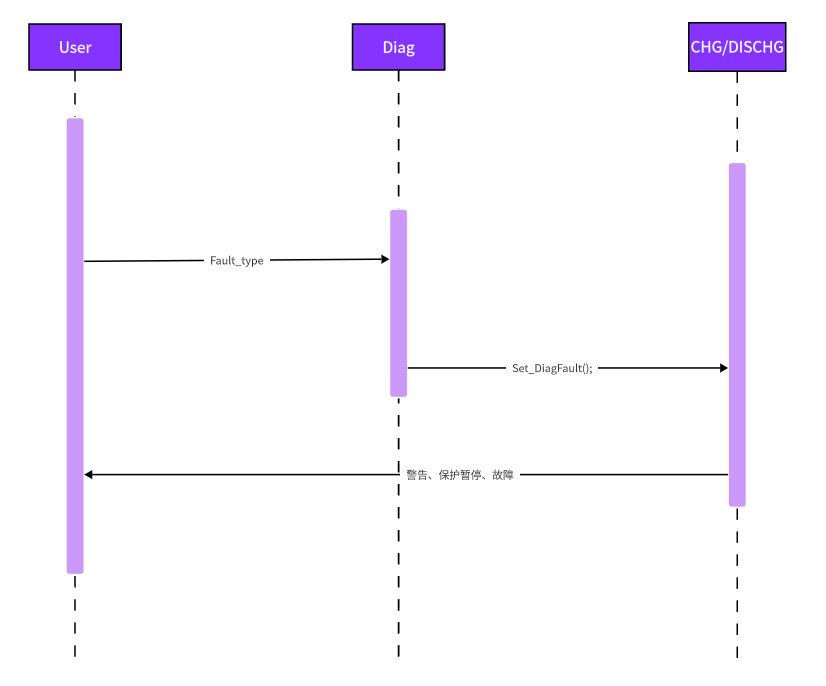 User
Diag
CHG/DISCHG
Fault_type
Set_DiagFault();
警告、保护暂停、故障